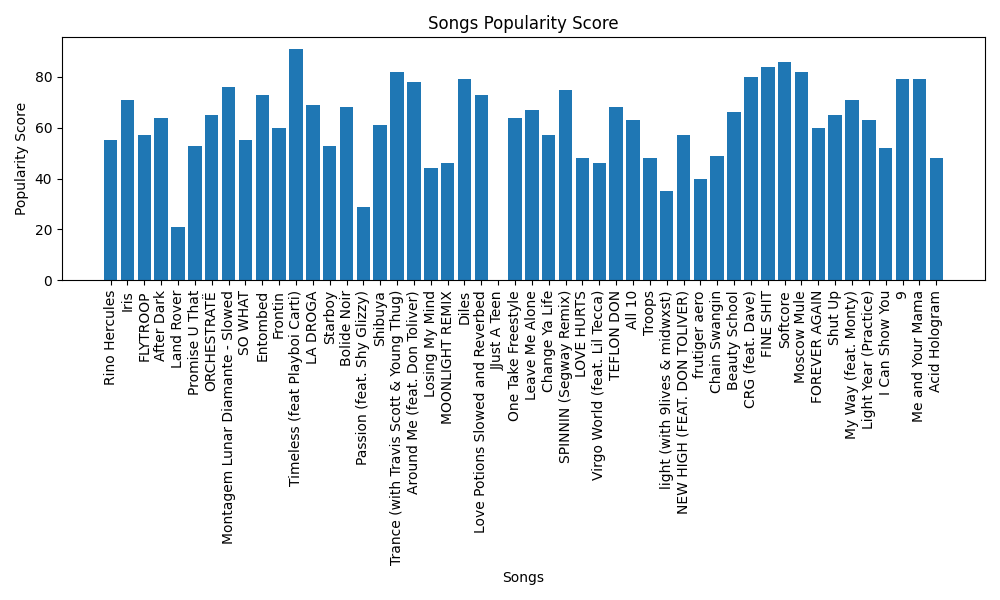 Songs Popularity Score
Popularity Score
80
60
40
20
0
Rino Hercules
Iris
FLYTROOP
After Dark
Land Rover
Promise U That
ORCHESTRATE
Montagem Lunar Diamante - Slowed
SO WHAT
Entombed
Frontin
Timeless (feat Playboi Carti)
LA DROGA
Starboy
Bolide Noir
Passion (feat. Shy Glizzy)
Shibuya
Trance (with Travis Scott & Young Thug)
Around Me (feat. Don Toliver)
Losing My Mind
MOONLIGHT REMIX
Diles
Love Potions Slowed and Reverbed
JJust A Teen
One Take Freestyle
Leave Me Alone
Change Ya Life
SPINNIN (Segway Remix)
LOVE HURTS
Virgo World (feat. Lil Tecca)
TEFLON DON
All 10
Troops
light (with 9lives & midwxst)
NEW HIGH (FEAT. DON TOLIVER)
frutiger aero
Chain Swangin
Beauty School
CRG (feat. Dave)
FINE SHIT
Softcore
Moscow Mule
FOREVER AGAIN
Shut Up
My Way (feat. Monty)
Light Year (Practice)
I Can Show You
9
Me and Your Mama
Acid Hologram
Songs